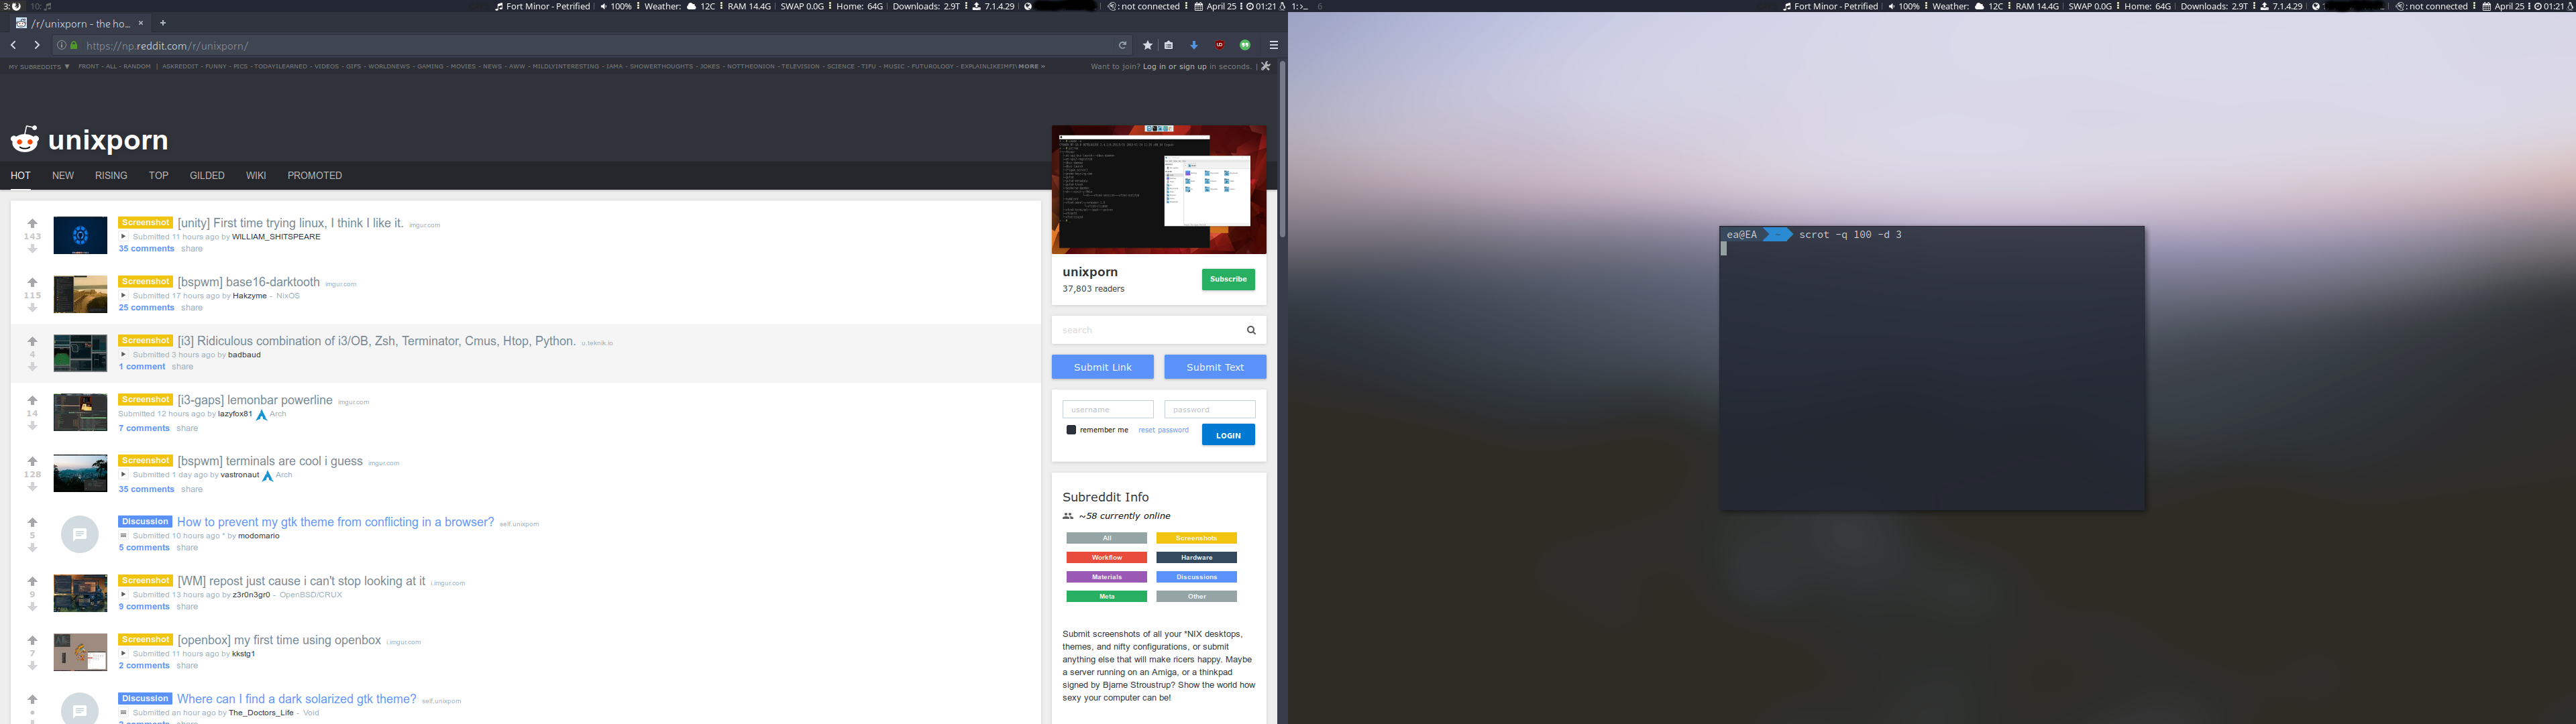 3: 10:
Fort Minor - Petrified 100% Weather: 12C RAM 14.4G SWAP 0.0G Home: 64G Downloads: 2.9T 7.1.4.29 : not connected April 25 01:21
/r/unixporn - the ho...
https://np.reddit.com/r/unixporn/
MY SUBREDDITS FRONT - ALL - RANDOM | ASKREDDIT - FUNNY - PICS - TODAYILEARNED - VIDEOS - GIFS - WORLDNEWS - GAMING - MOVIES - NEWS - AWW - MILDLYINTERESTING - IAMA - SHOWERTHOUGHTS - JOKES - NOTTHEONION - TELEVISION - SCIENCE - TIFU - MUSIC - FUTUROLOGY - EXPLAINLIKEIMFI MORE »
Want to join? Log in or sign up in seconds. |
unixporn
HOT NEW RISING TOP GILDED WIKI PROMOTED
143
Screenshot [unity] First time trying linux, I think I like it. imgur.com
Submitted 11 hours ago by WILLIAM_SHITSPEARE
35 comments share
115
Screenshot [bspwm] base16-darktooth imgur.com
Submitted 17 hours ago by Hakzyme - NixOS
25 comments share
4
Screenshot [i3] Ridiculous combination of i3/OB, Zsh, Terminator, Cmus, Htop, Python. u.teknik.io
Submitted 3 hours ago by badbaud
1 comment share
14
Screenshot [i3-gaps] lemonbar powerline imgur.com
Submitted 12 hours ago by lazyfox81 Arch
7 comments share
128
Screenshot [bspwm] terminals are cool i guess imgur.com
Submitted 1 day ago by vastronaut Arch
35 comments share
5
Discussion How to prevent my gtk theme from conflicting in a browser? self.unixporn
Submitted 10 hours ago * by modomario
5 comments share
9
Screenshot [WM] repost just cause i can't stop looking at it i.imgur.com
Submitted 13 hours ago by z3r0n3gr0 - OpenBSD/CRUX
9 comments share
7
Screenshot [openbox] my first time using openbox i.imgur.com
Submitted 11 hours ago by kkstg1
2 comments share
•
Discussion Where can I find a dark solarized gtk theme? self.unixporn
Submitted an hour ago by The_Doctors_Life - Void
unixporn
37,803 readers
Subscribe
search
Submit Link Submit Text
username password
remember me reset password LOGIN
Subreddit Info
~58 currently online
All Screenshots
Workflow Hardware
Materials Discussions
Meta Other
Submit screenshots of all your *NIX desktops,
themes, and nifty configurations, or submit
anything else that will make ricers happy. Maybe
a server running on an Amiga, or a thinkpad
signed by Bjarne Stroustrup? Show the world how
sexy your computer can be!
1:>_ 6
Fort Minor - Petrified 100% Weather: 12C RAM 14.4G SWAP 0.0G Home: 64G Downloads: 2.9T 7.1.4.29 : not connected April 25 01:21
ea@EA ~ scrot -q 100 -d 3